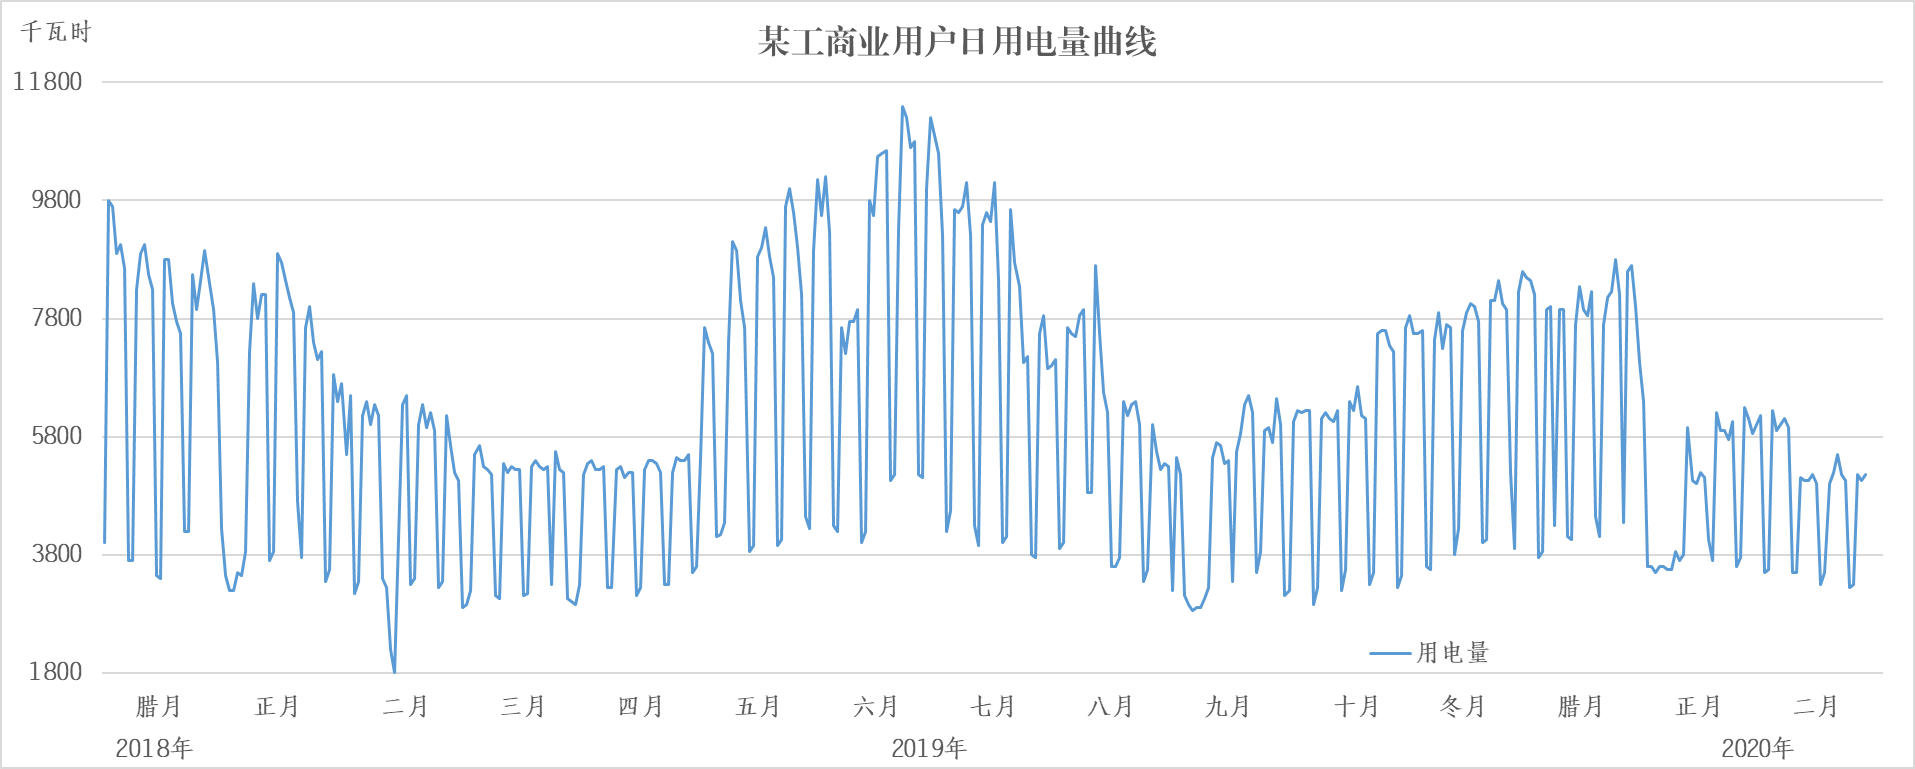 千瓦时
某工商业用户日用电量曲线
11800
9800
7800
5800
3800
1800
用电量
腊月 正月 二月 三月 四月 五月 六月 七月 八月 九月 十月 冬月 腊月 正月 二月
2018年 2019年 2020年